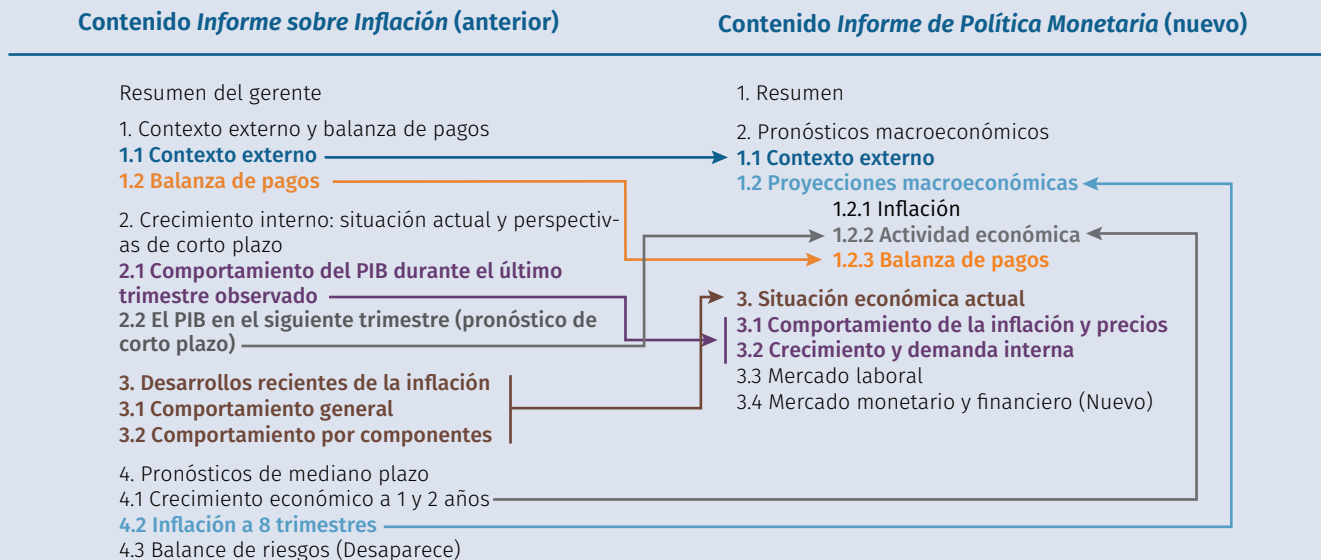 Contenido Informe sobre Inflación (anterior)
Resumen del gerente
1. Contexto externo y balanza de pagos
1.1 Contexto externo
1.2 Balanza de pagos
2. Crecimiento interno: situación actual y perspectiv-
as de corto plazo
2.1 Comportamiento del PIB durante el último
trimestre observado
2.2 El PIB en el siguiente trimestre (pronóstico de
corto plazo)
3. Desarrollos recientes de la inflación
3.1 Comportamiento general
3.2 Comportamiento por componentes
4. Pronósticos de mediano plazo
4.1 Crecimiento económico a 1 y 2 años
4.2 Inflación a 8 trimestres
4.3 Balance de riesgos (Desaparece)
Contenido Informe de Política Monetaria (nuevo)
1. Resumen
2. Pronósticos macroeconómicos
1.1 Contexto externo
1.2 Proyecciones macroeconómicas
1.2.1 Inflación
1.2.2 Actividad económica
1.2.3 Balanza de pagos
3. Situación económica actual
3.1 Comportamiento de la inflación y precios
3.2 Crecimiento y demanda interna
3.3 Mercado laboral
3.4 Mercado monetario y financiero (Nuevo)